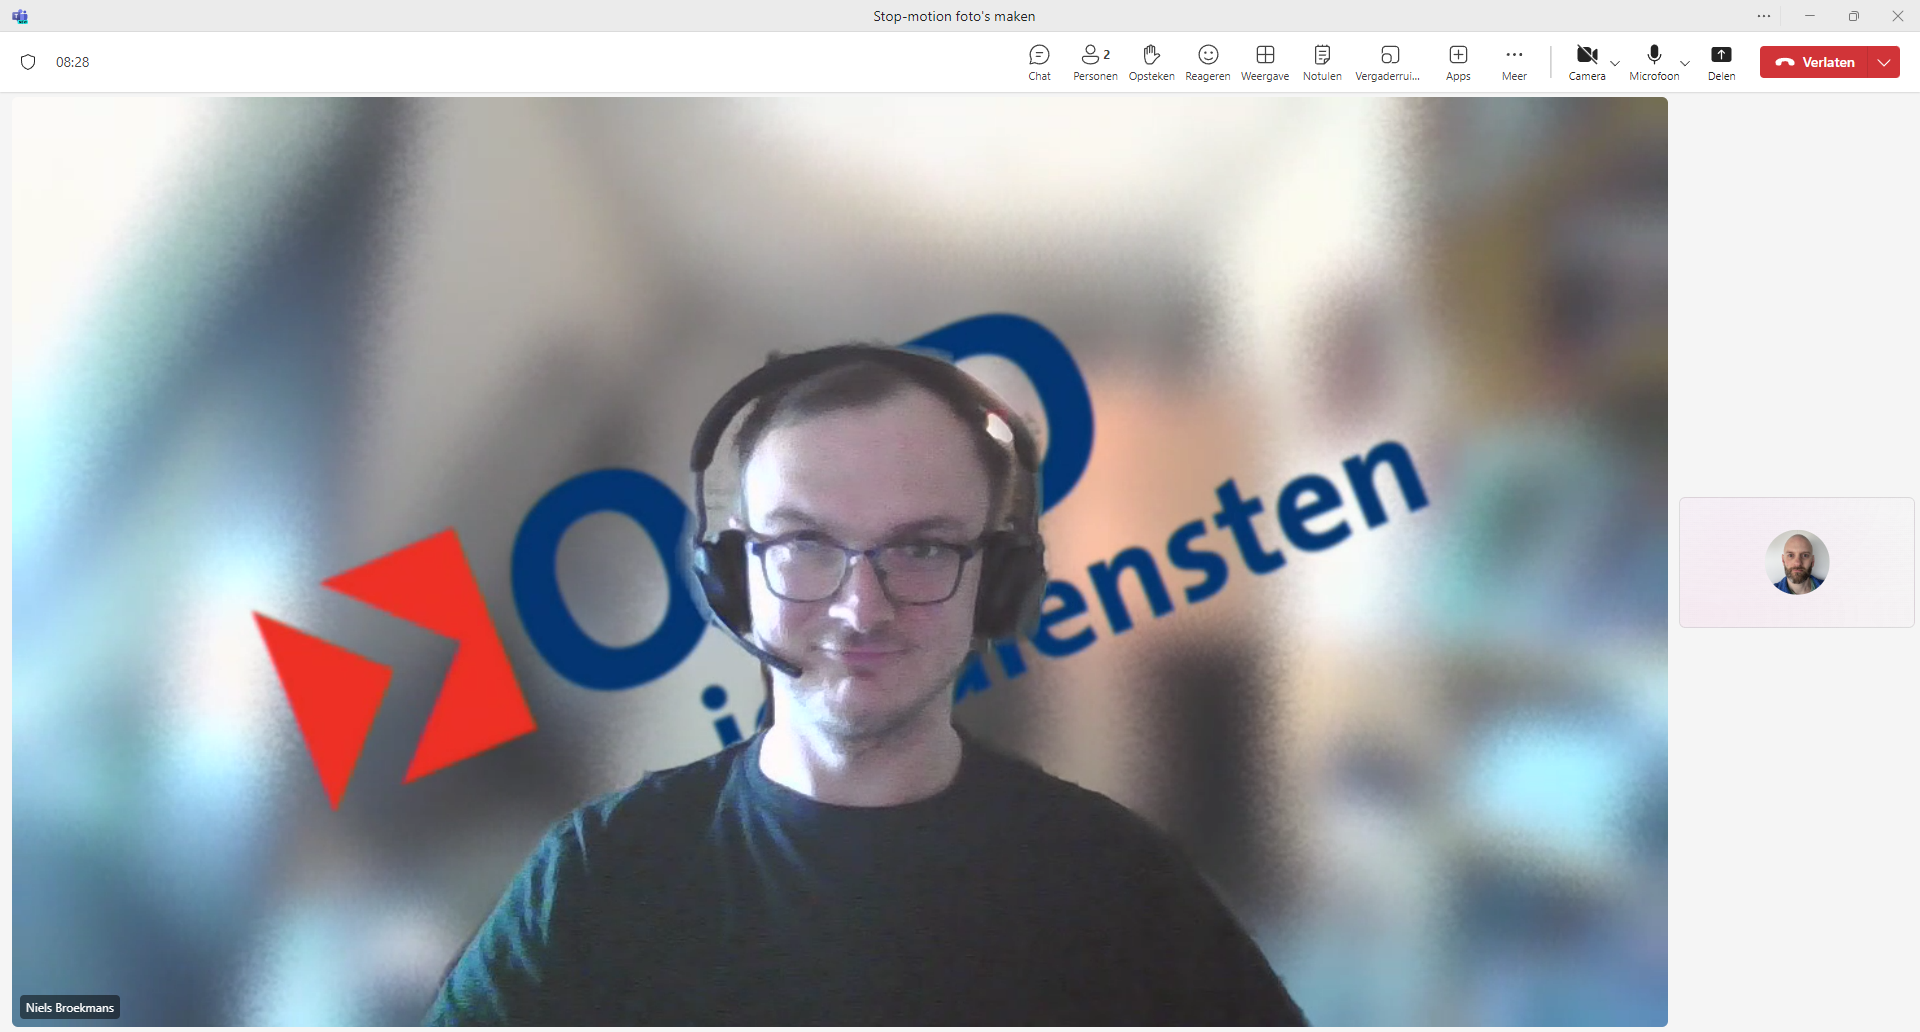 Stop-motion foto's maken
08:28
Chat
Personen
2
Opsteken
Reageren
Weergave
Notulen
Vergaderrui...
Apps
Meer
Camera
Microfoon
Delen
Verlaten
Niels Broekmans